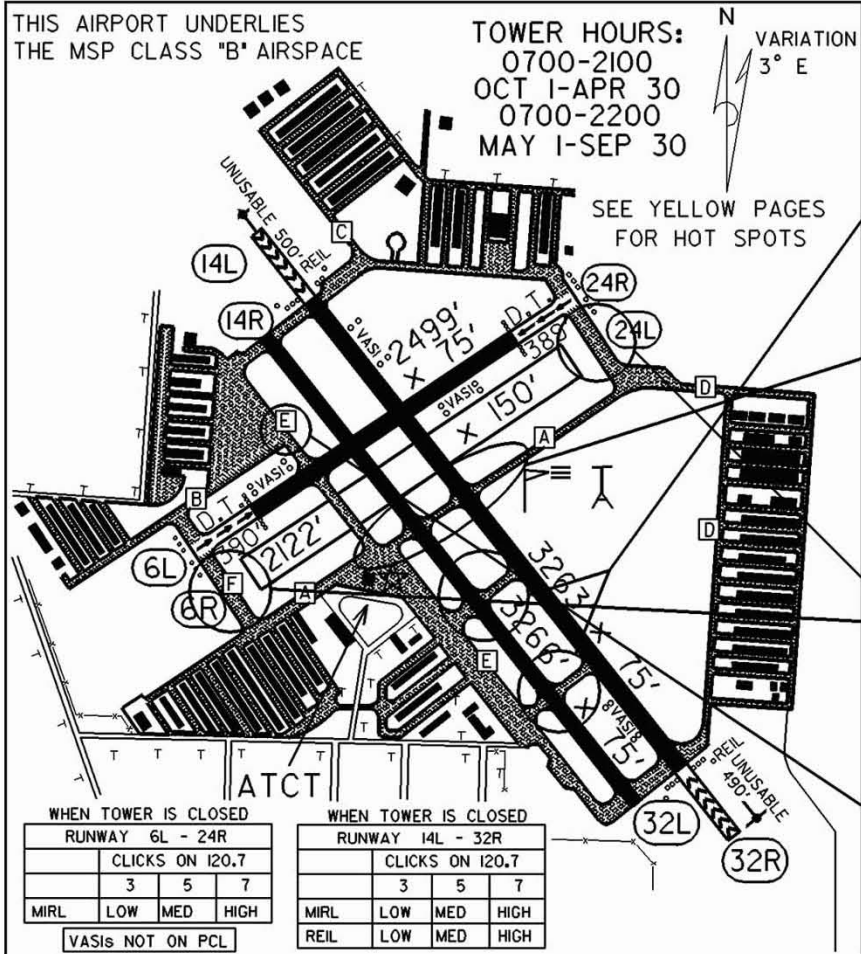 THIS AIRPORT UNDERLIES
THE MSP CLASS "B" AIRSPACE
TOWER HOURS:
0700-2100
OCT 1-APR 30
0700-2200
MAY 1-SEP 30
N
VARIATION
3° E
SEE YELLOW PAGES
FOR HOT SPOTS
UNUSABLE 500'
REIL
C
14L
14R
24R
24L
D.T.
380'
VASI
2499'
X
75'
VASI
X 150'
A
D
E
B
D.T.
VASI
590'
2122'
6L
6R
F
A
D
3263' X 75'
3266' X 75'
E
VASI
REIL
UNUSABLE
490'
ATCT
32L
32R
WHEN TOWER IS CLOSED
RUNWAY 6L - 24R
CLICKS ON 120.7
3 5 7
MIRL LOW MED HIGH
VASIs NOT ON PCL
WHEN TOWER IS CLOSED
RUNWAY 14L - 32R
CLICKS ON 120.7
3 5 7
MIRL LOW MED HIGH
REIL LOW MED HIGH